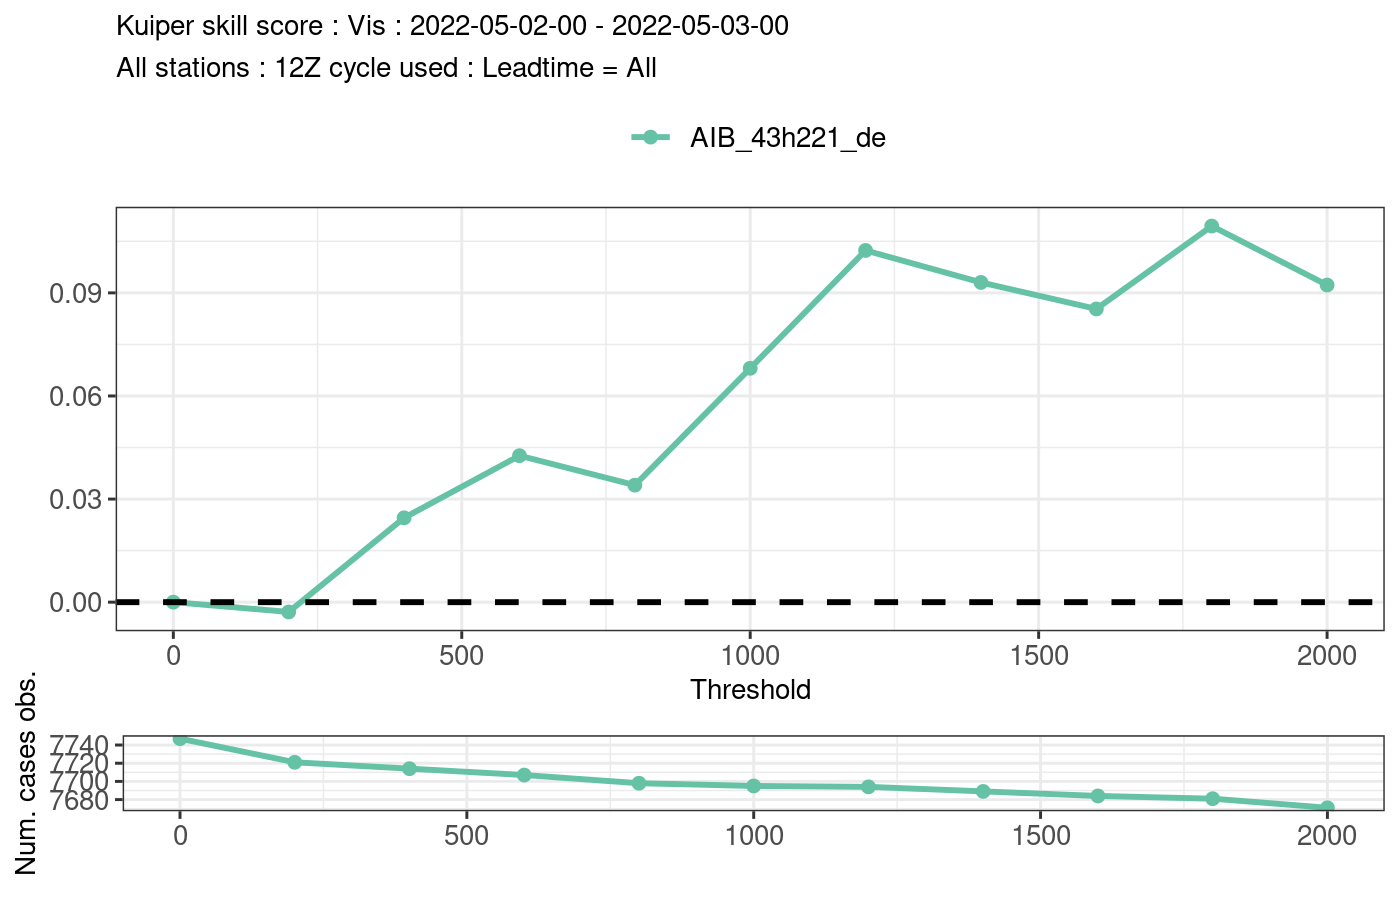 Kuiper skill score : Vis : 2022-05-02-00 - 2022-05-03-00
All stations : 12Z cycle used : Leadtime = All
AIB_43h221_de
0.09
0.06
0.03
0.00
0 500 1000 1500 2000
Threshold
Num. cases obs.
7740
7720
7700
7680
0 500 1000 1500 2000